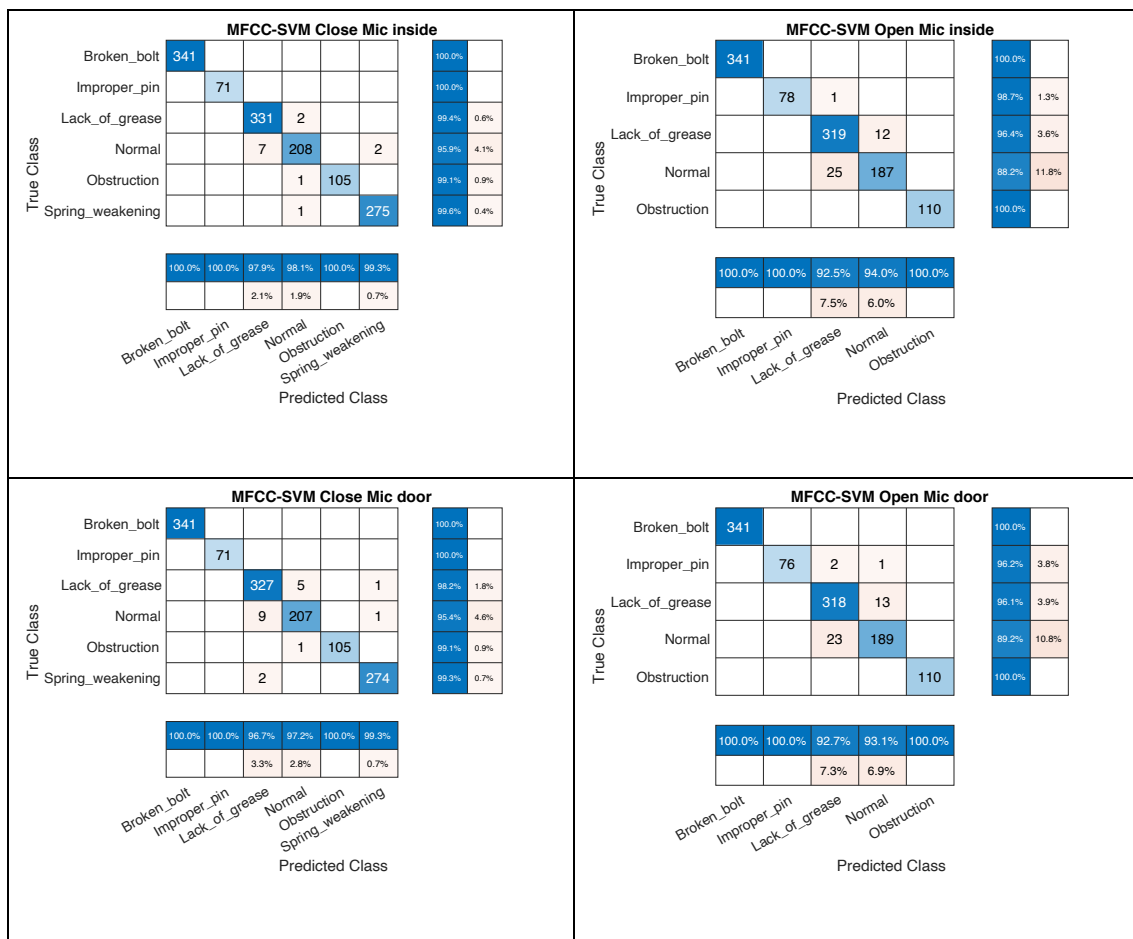 MFCC-SVM Close Mic inside
True Class
Broken_bolt 341 100.0%
Improper_pin 71 100.0%
Lack_of_grease 331 2 99.4% 0.6%
Normal 7 208 2 95.9% 4.1%
Obstruction 1 105 99.1% 0.9%
Spring_weakening 1 275 99.6% 0.4%
100.0% 100.0% 97.9% 98.1% 100.0% 99.3%
2.1% 1.9% 0.7%
Broken_bolt Improper_pin Lack_of_grease Normal Obstruction Spring_weakening
Predicted Class
MFCC-SVM Open Mic inside
True Class
Broken_bolt 341 100.0%
Improper_pin 78 1 98.7% 1.3%
Lack_of_grease 319 12 96.4% 3.6%
Normal 25 187 88.2% 11.8%
Obstruction 110 100.0%
100.0% 100.0% 92.5% 94.0% 100.0%
7.5% 6.0%
Broken_bolt Improper_pin Lack_of_grease Normal Obstruction
Predicted Class
MFCC-SVM Close Mic door
True Class
Broken_bolt 341 100.0%
Improper_pin 71 100.0%
Lack_of_grease 327 5 1 98.2% 1.8%
Normal 9 207 1 95.4% 4.6%
Obstruction 1 105 99.1% 0.9%
Spring_weakening 2 274 99.3% 0.7%
100.0% 100.0% 96.7% 97.2% 100.0% 99.3%
3.3% 2.8% 0.7%
Broken_bolt Improper_pin Lack_of_grease Normal Obstruction Spring_weakening
Predicted Class
MFCC-SVM Open Mic door
True Class
Broken_bolt 341 100.0%
Improper_pin 76 2 1 96.2% 3.8%
Lack_of_grease 318 13 96.1% 3.9%
Normal 23 189 89.2% 10.8%
Obstruction 110 100.0%
100.0% 100.0% 92.7% 93.1% 100.0%
7.3% 6.9%
Broken_bolt Improper_pin Lack_of_grease Normal Obstruction
Predicted Class